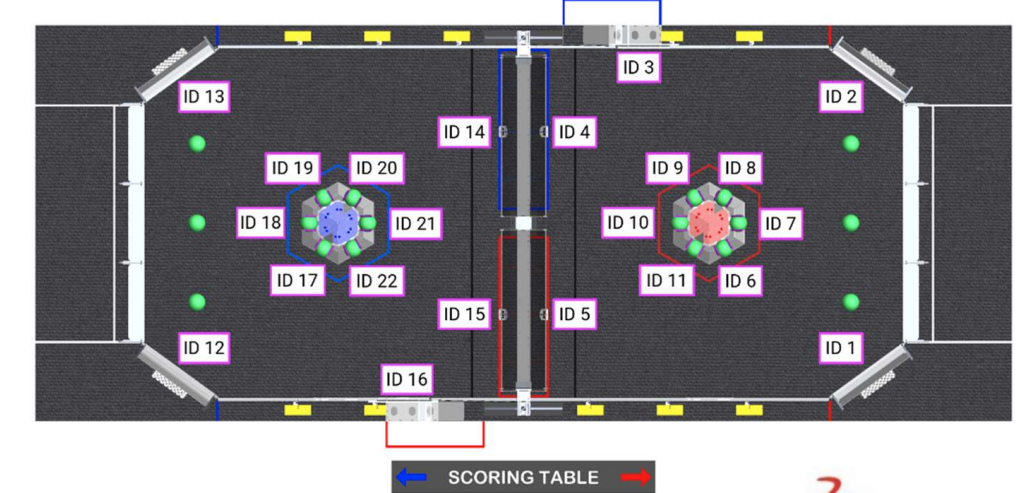 ID 3
ID 13
ID 2
ID 14
ID 4
ID 19
ID 20
ID 9
ID 8
ID 18
ID 21
ID 10
ID 7
ID 17
ID 22
ID 11
ID 6
ID 15
ID 5
ID 12
ID 1
ID 16
SCORING TABLE